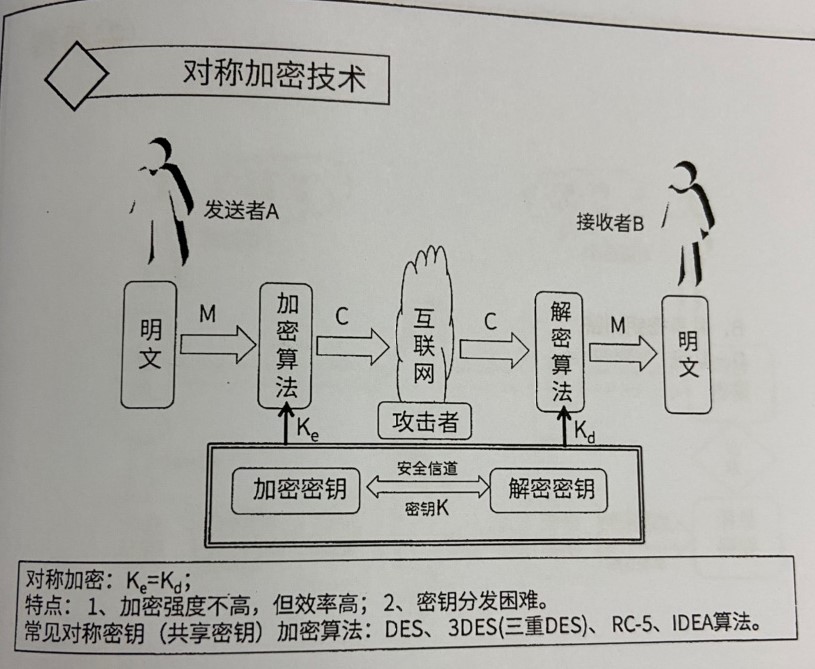 对称加密技术
发送者A
接收者B
明文
M
加密算法
C
互联网
C
解密算法
M
明文
攻击者
Ke
Kd
加密密钥
安全信道
密钥K
解密密钥
对称加密：Ke=Kd；
特点：1、加密强度不高，但效率高；2、密钥分发困难。
常见对称密钥（共享密钥）加密算法：DES、3DES(三重DES)、RC-5、IDEA算法。